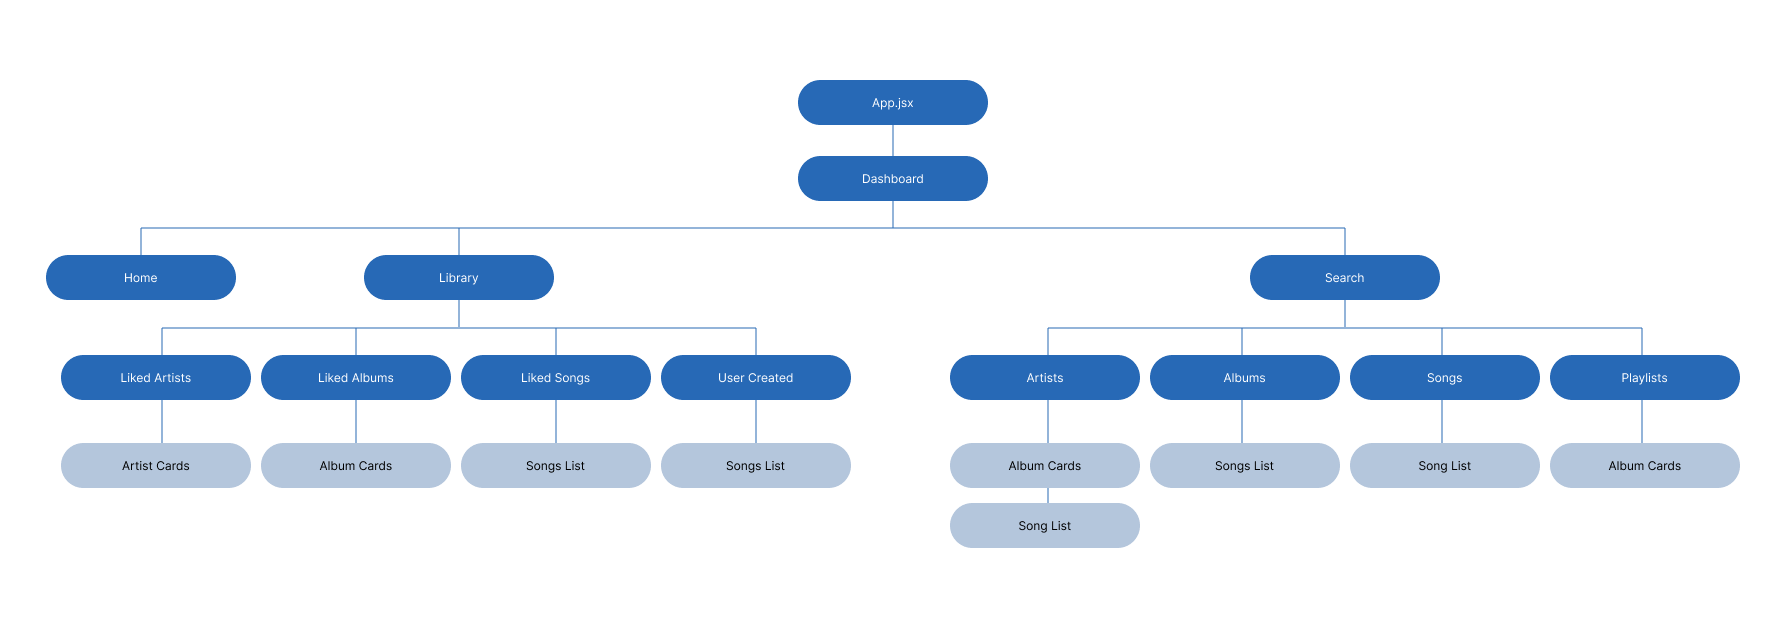 App.jsx
Dashboard
Home
Library
Search
Liked Artists
Liked Albums
Liked Songs
User Created
Artists
Albums
Songs
Playlists
Artist Cards
Album Cards
Songs List
Songs List
Album Cards
Songs List
Song List
Album Cards
Song List